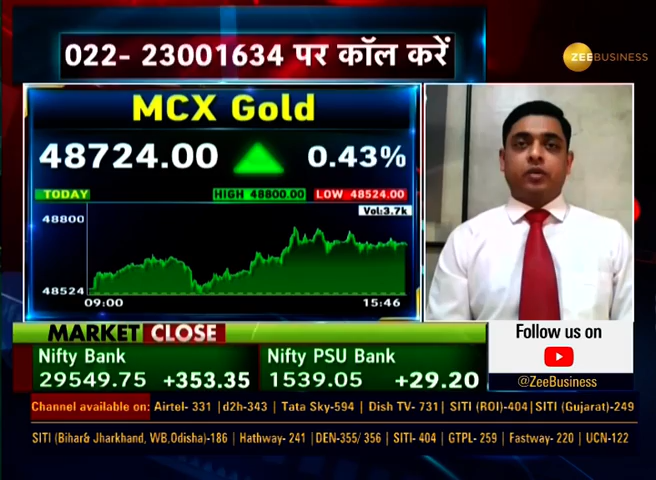 022- 23001634 पर कॉल करें
ZEEBUSINESS
MCX Gold
48724.00 0.43%
TODAY HIGH 48800.00 LOW 48524.00
Vol:3.7k
48800
48524
09:00 15:46
MARKET CLOSE
Nifty Bank
29549.75 +353.35
Nifty PSU Bank
1539.05 +29.20
Follow us on
@ZeeBusiness
Channel available on: Airtel- 331 |d2h-343 | Tata Sky-594 | Dish TV- 731| SITI (ROI)-404|SITI (Gujarat)-249
SITI (Bihar& Jharkhand, WB,Odisha)-186 | Hathway- 241 |DEN-355/ 356 | SITI- 404 | GTPL- 259 | Fastway- 220 | UCN-122